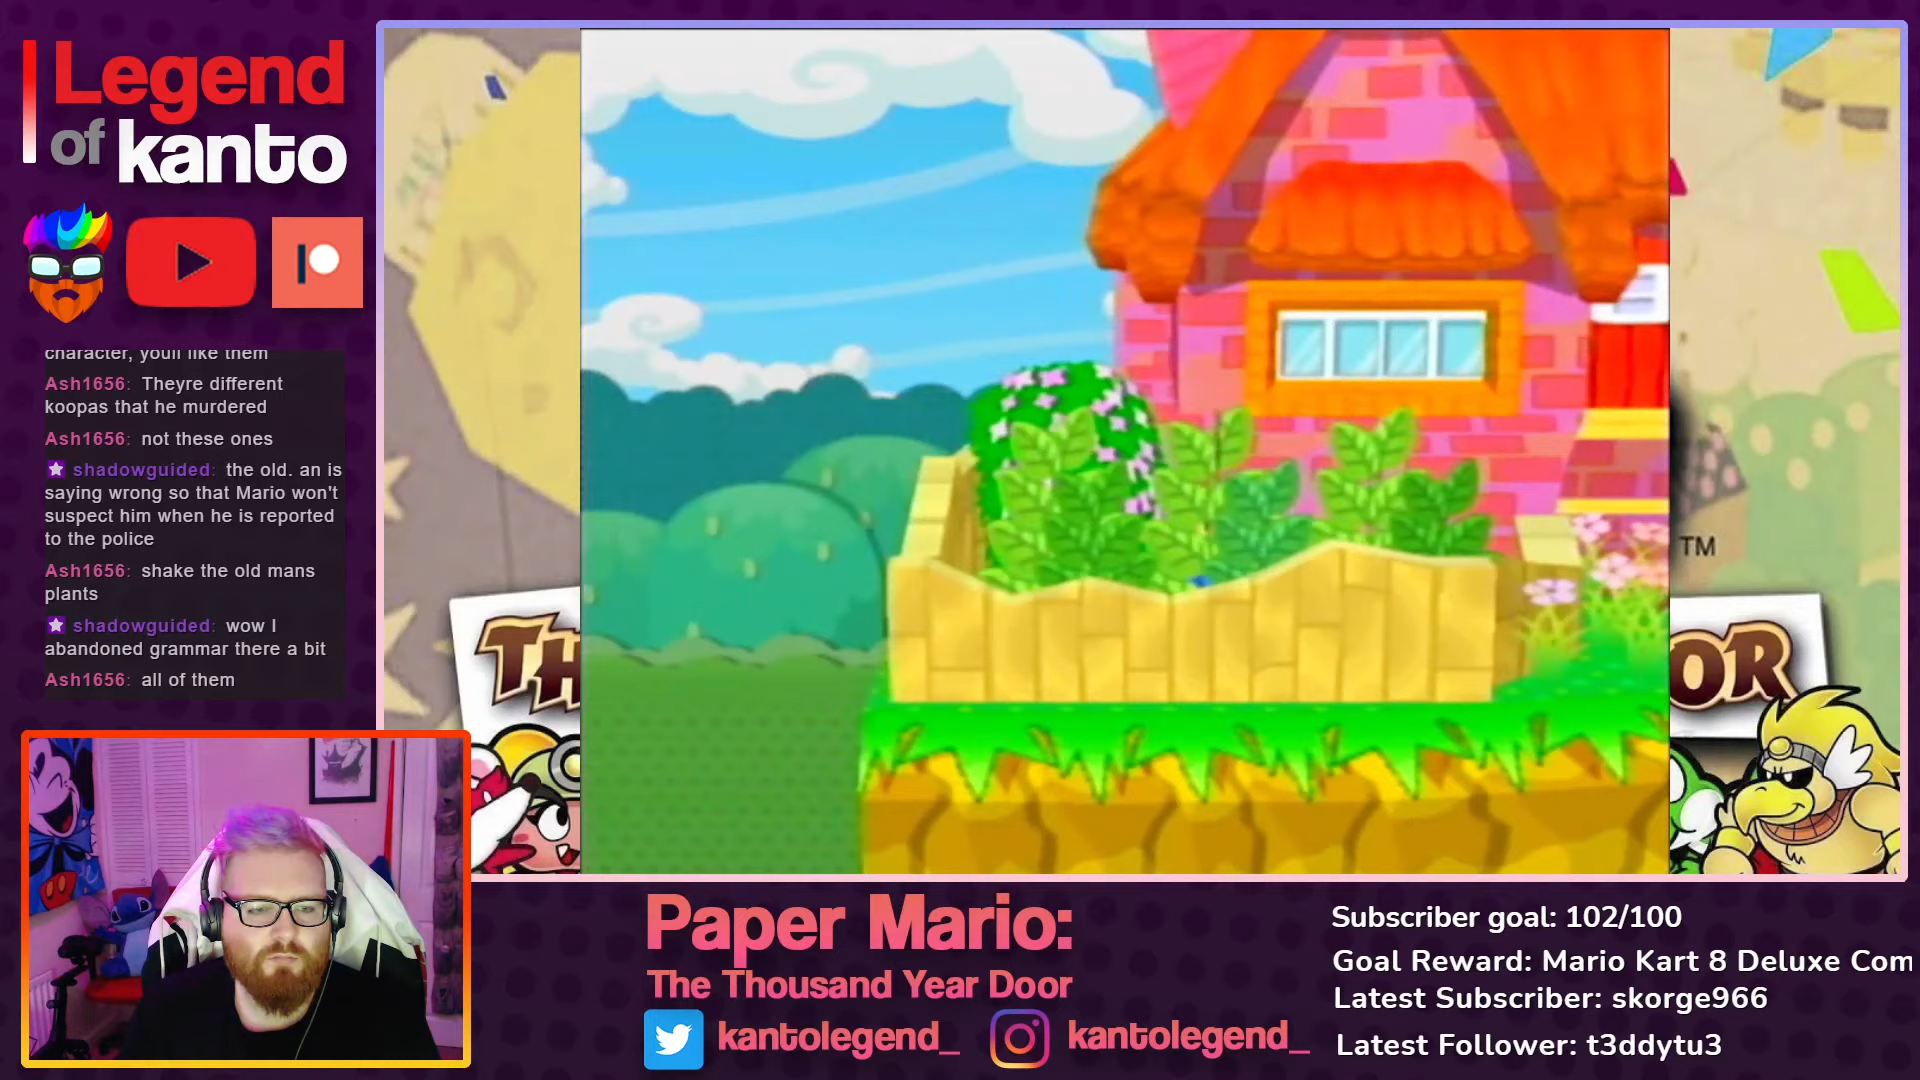 Legend
of kanto
character, youll like them
Ash1656: Theyre different
koopas that he murdered
Ash1656: not these ones
shadowguided: the old. an is
saying wrong so that Mario won't
suspect him when he is reported
to the police
Ash1656: shake the old mans
plants
shadowguided: wow I
abandoned grammar there a bit
Ash1656: all of them
TM
TH
OR
Paper Mario:
The Thousand Year Door
kantolegend_
kantolegend_
Subscriber goal: 102/100
Goal Reward: Mario Kart 8 Deluxe Com
Latest Subscriber: skorge966
Latest Follower: t3ddytu3